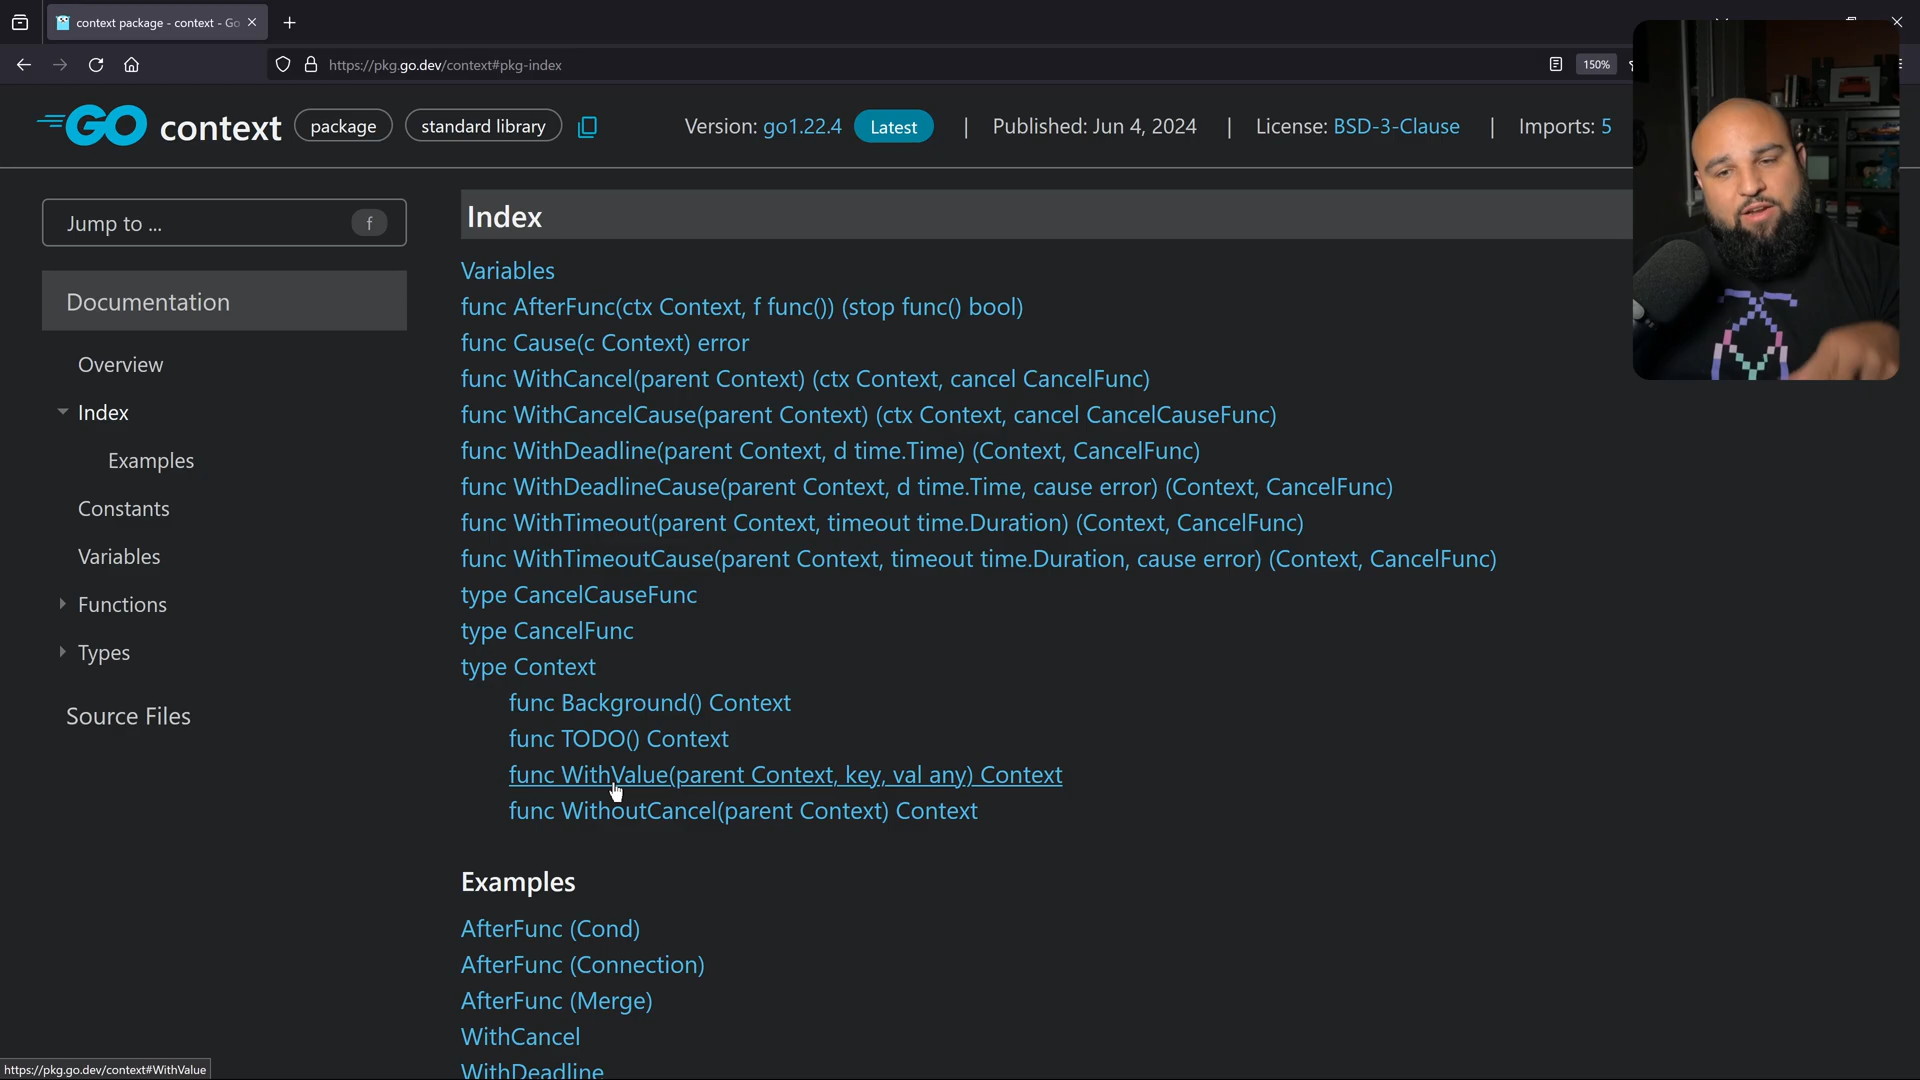 context package - context - Go
https://pkg.go.dev/context#pkg-index
150%
GO context package standard library Version: go1.22.4 Latest | Published: Jun 4, 2024 | License: BSD-3-Clause | Imports: 5
Jump to ... f
Documentation
Overview
Index
Examples
Constants
Variables
Functions
Types
Source Files
Index
Variables
func AfterFunc(ctx Context, f func()) (stop func() bool)
func Cause(c Context) error
func WithCancel(parent Context) (ctx Context, cancel CancelFunc)
func WithCancelCause(parent Context) (ctx Context, cancel CancelCauseFunc)
func WithDeadline(parent Context, d time.Time) (Context, CancelFunc)
func WithDeadlineCause(parent Context, d time.Time, cause error) (Context, CancelFunc)
func WithTimeout(parent Context, timeout time.Duration) (Context, CancelFunc)
func WithTimeoutCause(parent Context, timeout time.Duration, cause error) (Context, CancelFunc)
type CancelCauseFunc
type CancelFunc
type Context
func Background() Context
func TODO() Context
func WithValue(parent Context, key, val any) Context
func WithoutCancel(parent Context) Context
Examples
AfterFunc (Cond)
AfterFunc (Connection)
AfterFunc (Merge)
WithCancel
WithDeadline
https://pkg.go.dev/context#WithValue